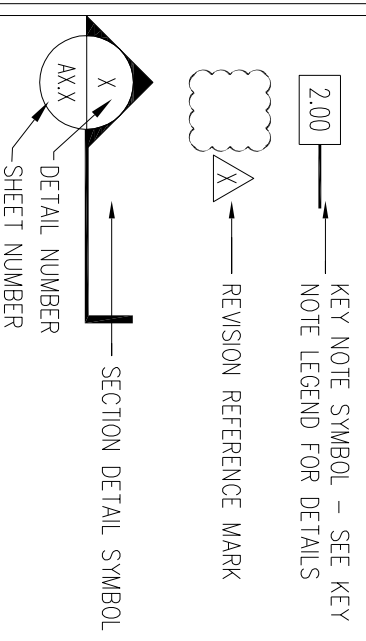 2.00
KEY NOTE SYMBOL - SEE KEY
NOTE LEGEND FOR DETAILS
X
REVISION REFERENCE MARK
SECTION DETAIL SYMBOL
X
AX.X
DETAIL NUMBER
SHEET NUMBER